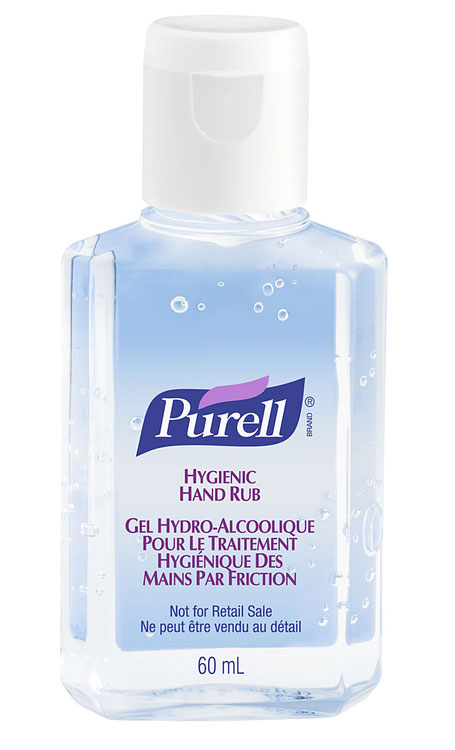 Purell
BRAND ®
HYGIENIC
HAND RUB
GEL HYDRO-ALCOOLIQUE
POUR LE TRAITEMENT
HYGIÉNIQUE DES
MAINS PAR FRICTION
Not for Retail Sale
Ne peut être vendu au détail
60 mL